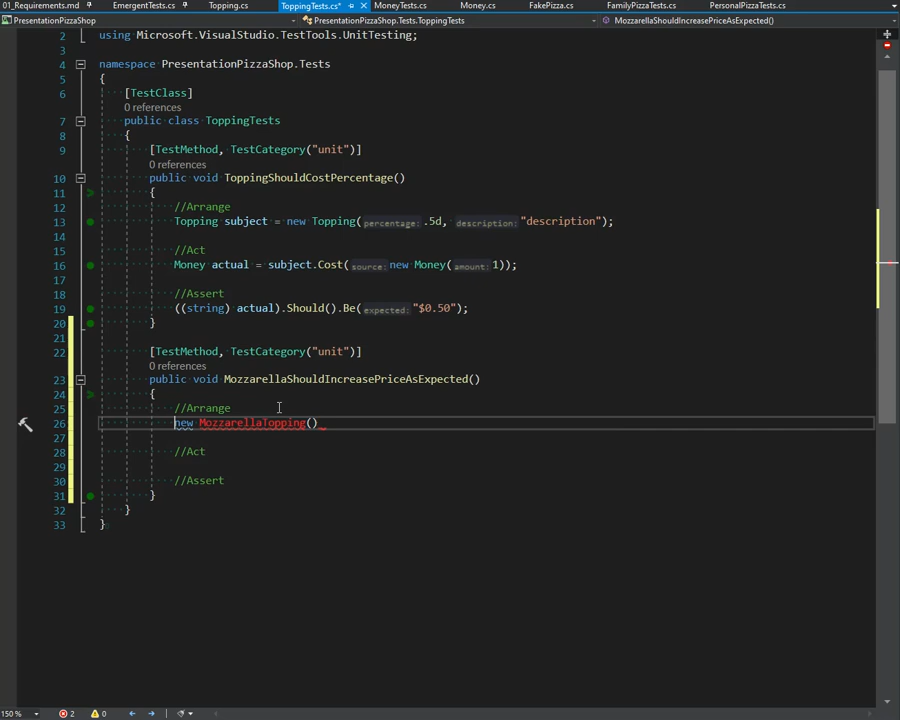 01_Requirements.md EmergentTests.cs Topping.cs ToppingTests.cs* MoneyTests.cs Money.cs FakePizza.cs FamilyPizzaTests.cs PersonalPizzaTests.cs
PresentationPizzaShop PresentationPizzaShop.Tests.ToppingTests MozzarellaShouldIncreasePriceAsExpected()
2 using Microsoft.VisualStudio.TestTools.UnitTesting;
3
4 namespace PresentationPizzaShop.Tests
5 {
6 [TestClass]
0 references
7 public class ToppingTests
8 {
9 [TestMethod, TestCategory("unit")]
0 references
10 public void ToppingShouldCostPercentage()
11 {
12 //Arrange
13 Topping subject = new Topping(percentage: .5d, description: "description");
14
15 //Act
16 Money actual = subject.Cost(source: new Money(amount: 1));
17
18 //Assert
19 ((string) actual).Should().Be(expected: "$0.50");
20 }
21
22 [TestMethod, TestCategory("unit")]
0 references
23 public void MozzarellaShouldIncreasePriceAsExpected()
24 {
25 //Arrange
26 new MozzarellaTopping()
27
28 //Act
29
30 //Assert
31 }
32 }
33 }
150 % 2 0